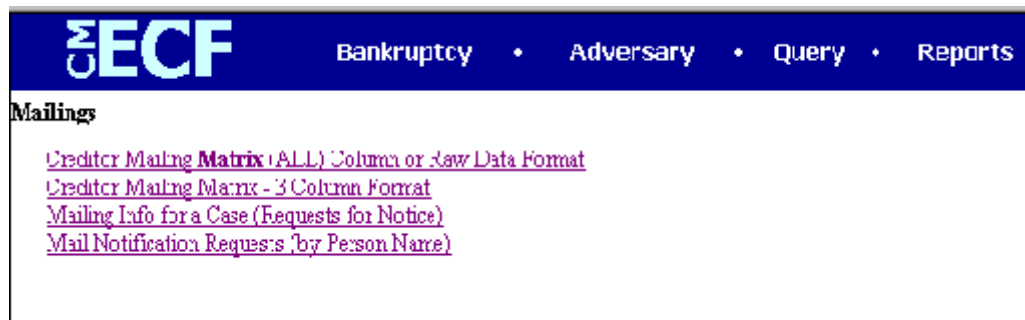 CM ECF Bankruptcy • Adversary • Query • Reports
Mailings
Creditor Mailing Matrix (ALL) Column or Raw Data Format
Creditor Mailing Matrix - 3 Column Format
Mailing Info for a Case (Requests for Notice)
Mail Notification Requests (by Person Name)